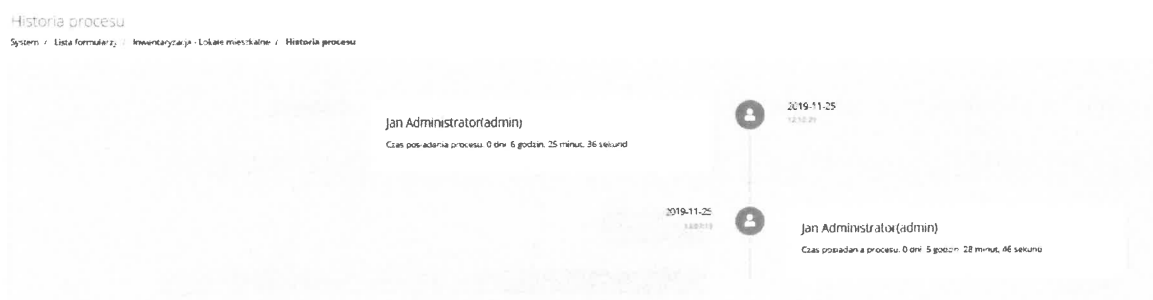 Historia procesu
System / Lista formularzy / Inwentaryzacja - Lokale mieszkalne / Historia procesu
2019-11-25
Jan Administrator(admin)
Czas posiadania procesu: 0 dni 6 godzin, 25 minut, 36 sekund
2019-11-25
Jan Administrator(admin)
Czas posiadania procesu: 0 dni 5 godzin 28 minut, 46 sekund